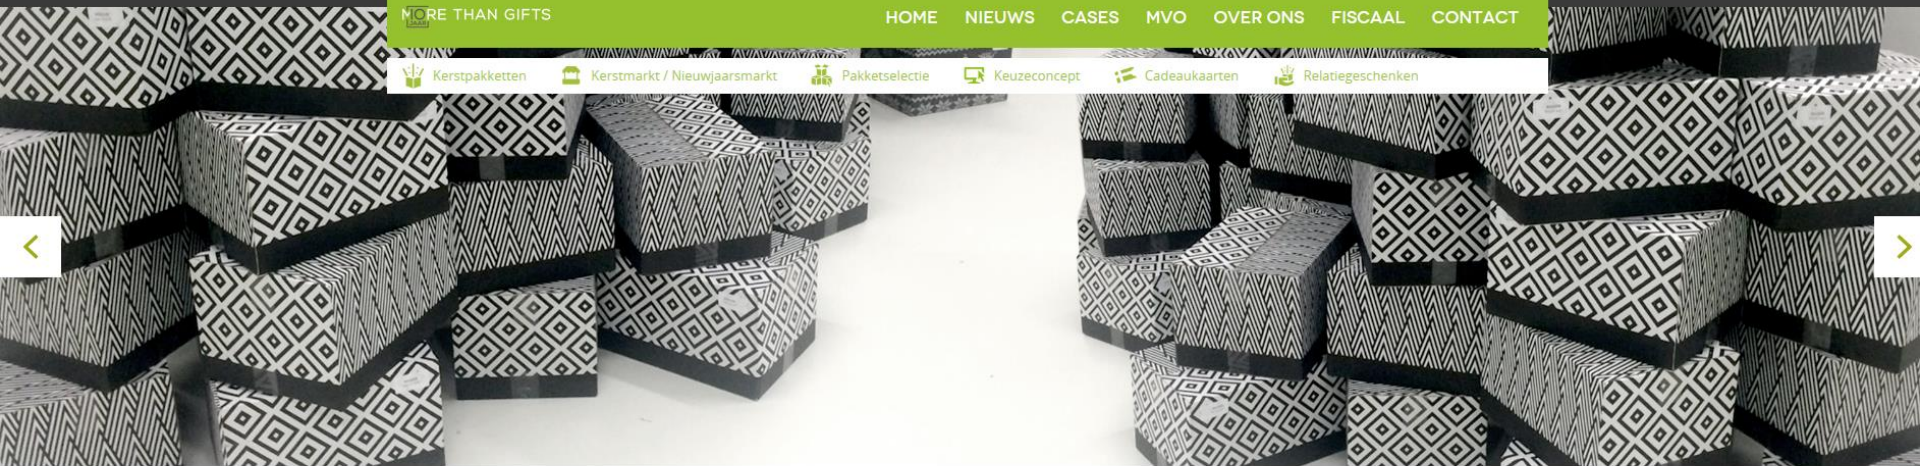 MORE THAN GIFTS
HOME NIEUWS CASES MVO OVER ONS FISCAAL CONTACT
Kerstpakketten Kerstmarkt / Nieuwjaarsmarkt Pakketselectie Keuzeconcept Cadeaukaarten Relatiegeschenken